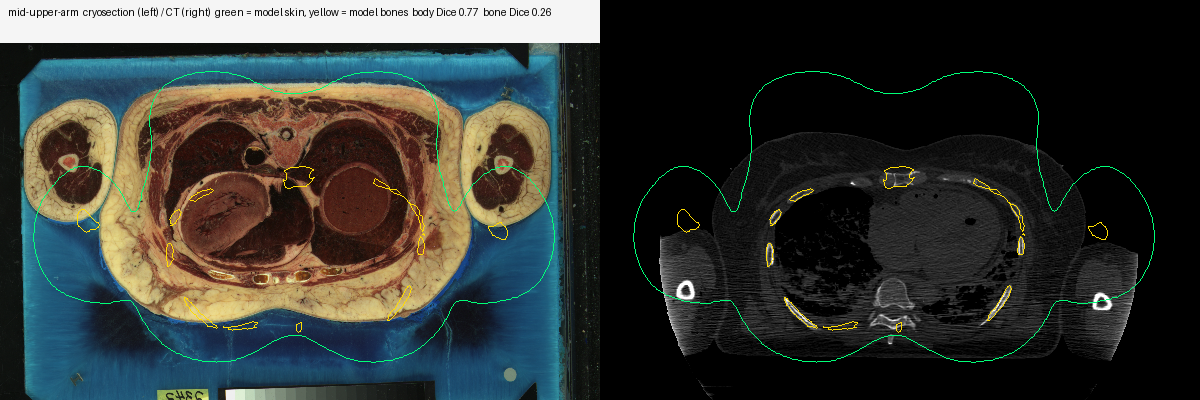 mid-upper-arm cryosection (left) / CT (right) green = model skin, yellow = model bones body Dice 0.77 bone Dice 0.26